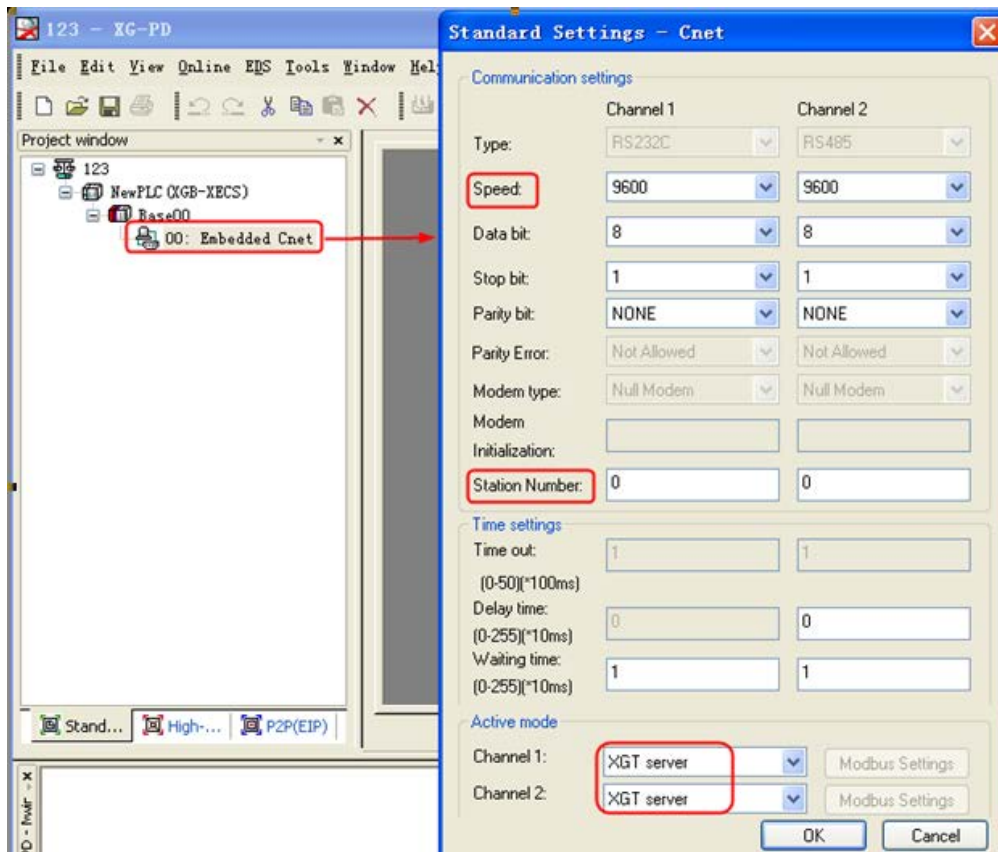 123 - XG-PD
File Edit View Online EDS Tools Window Hel
Project window
123
NewPLC (XGB-XECS)
Base00
00: Embedded Cnet
Stand...
High-...
P2P(EIP)
Standard Settings - Cnet
Communication settings
Channel 1 Channel 2
Type: RS232C RS485
Speed: 9600 9600
Data bit: 8 8
Stop bit: 1 1
Parity bit: NONE NONE
Parity Error: Not Allowed Not Allowed
Modem type: Null Modem Null Modem
Modem
Initialization:
Station Number: 0 0
Time settings
Time out: 1 1
(0-50)(*100ms)
Delay time: 0 0
(0-255)(*10ms)
Waiting time: 1 1
(0-255)(*10ms)
Active mode
Channel 1: XGT server Modbus Settings
Channel 2: XGT server Modbus Settings
OK Cancel